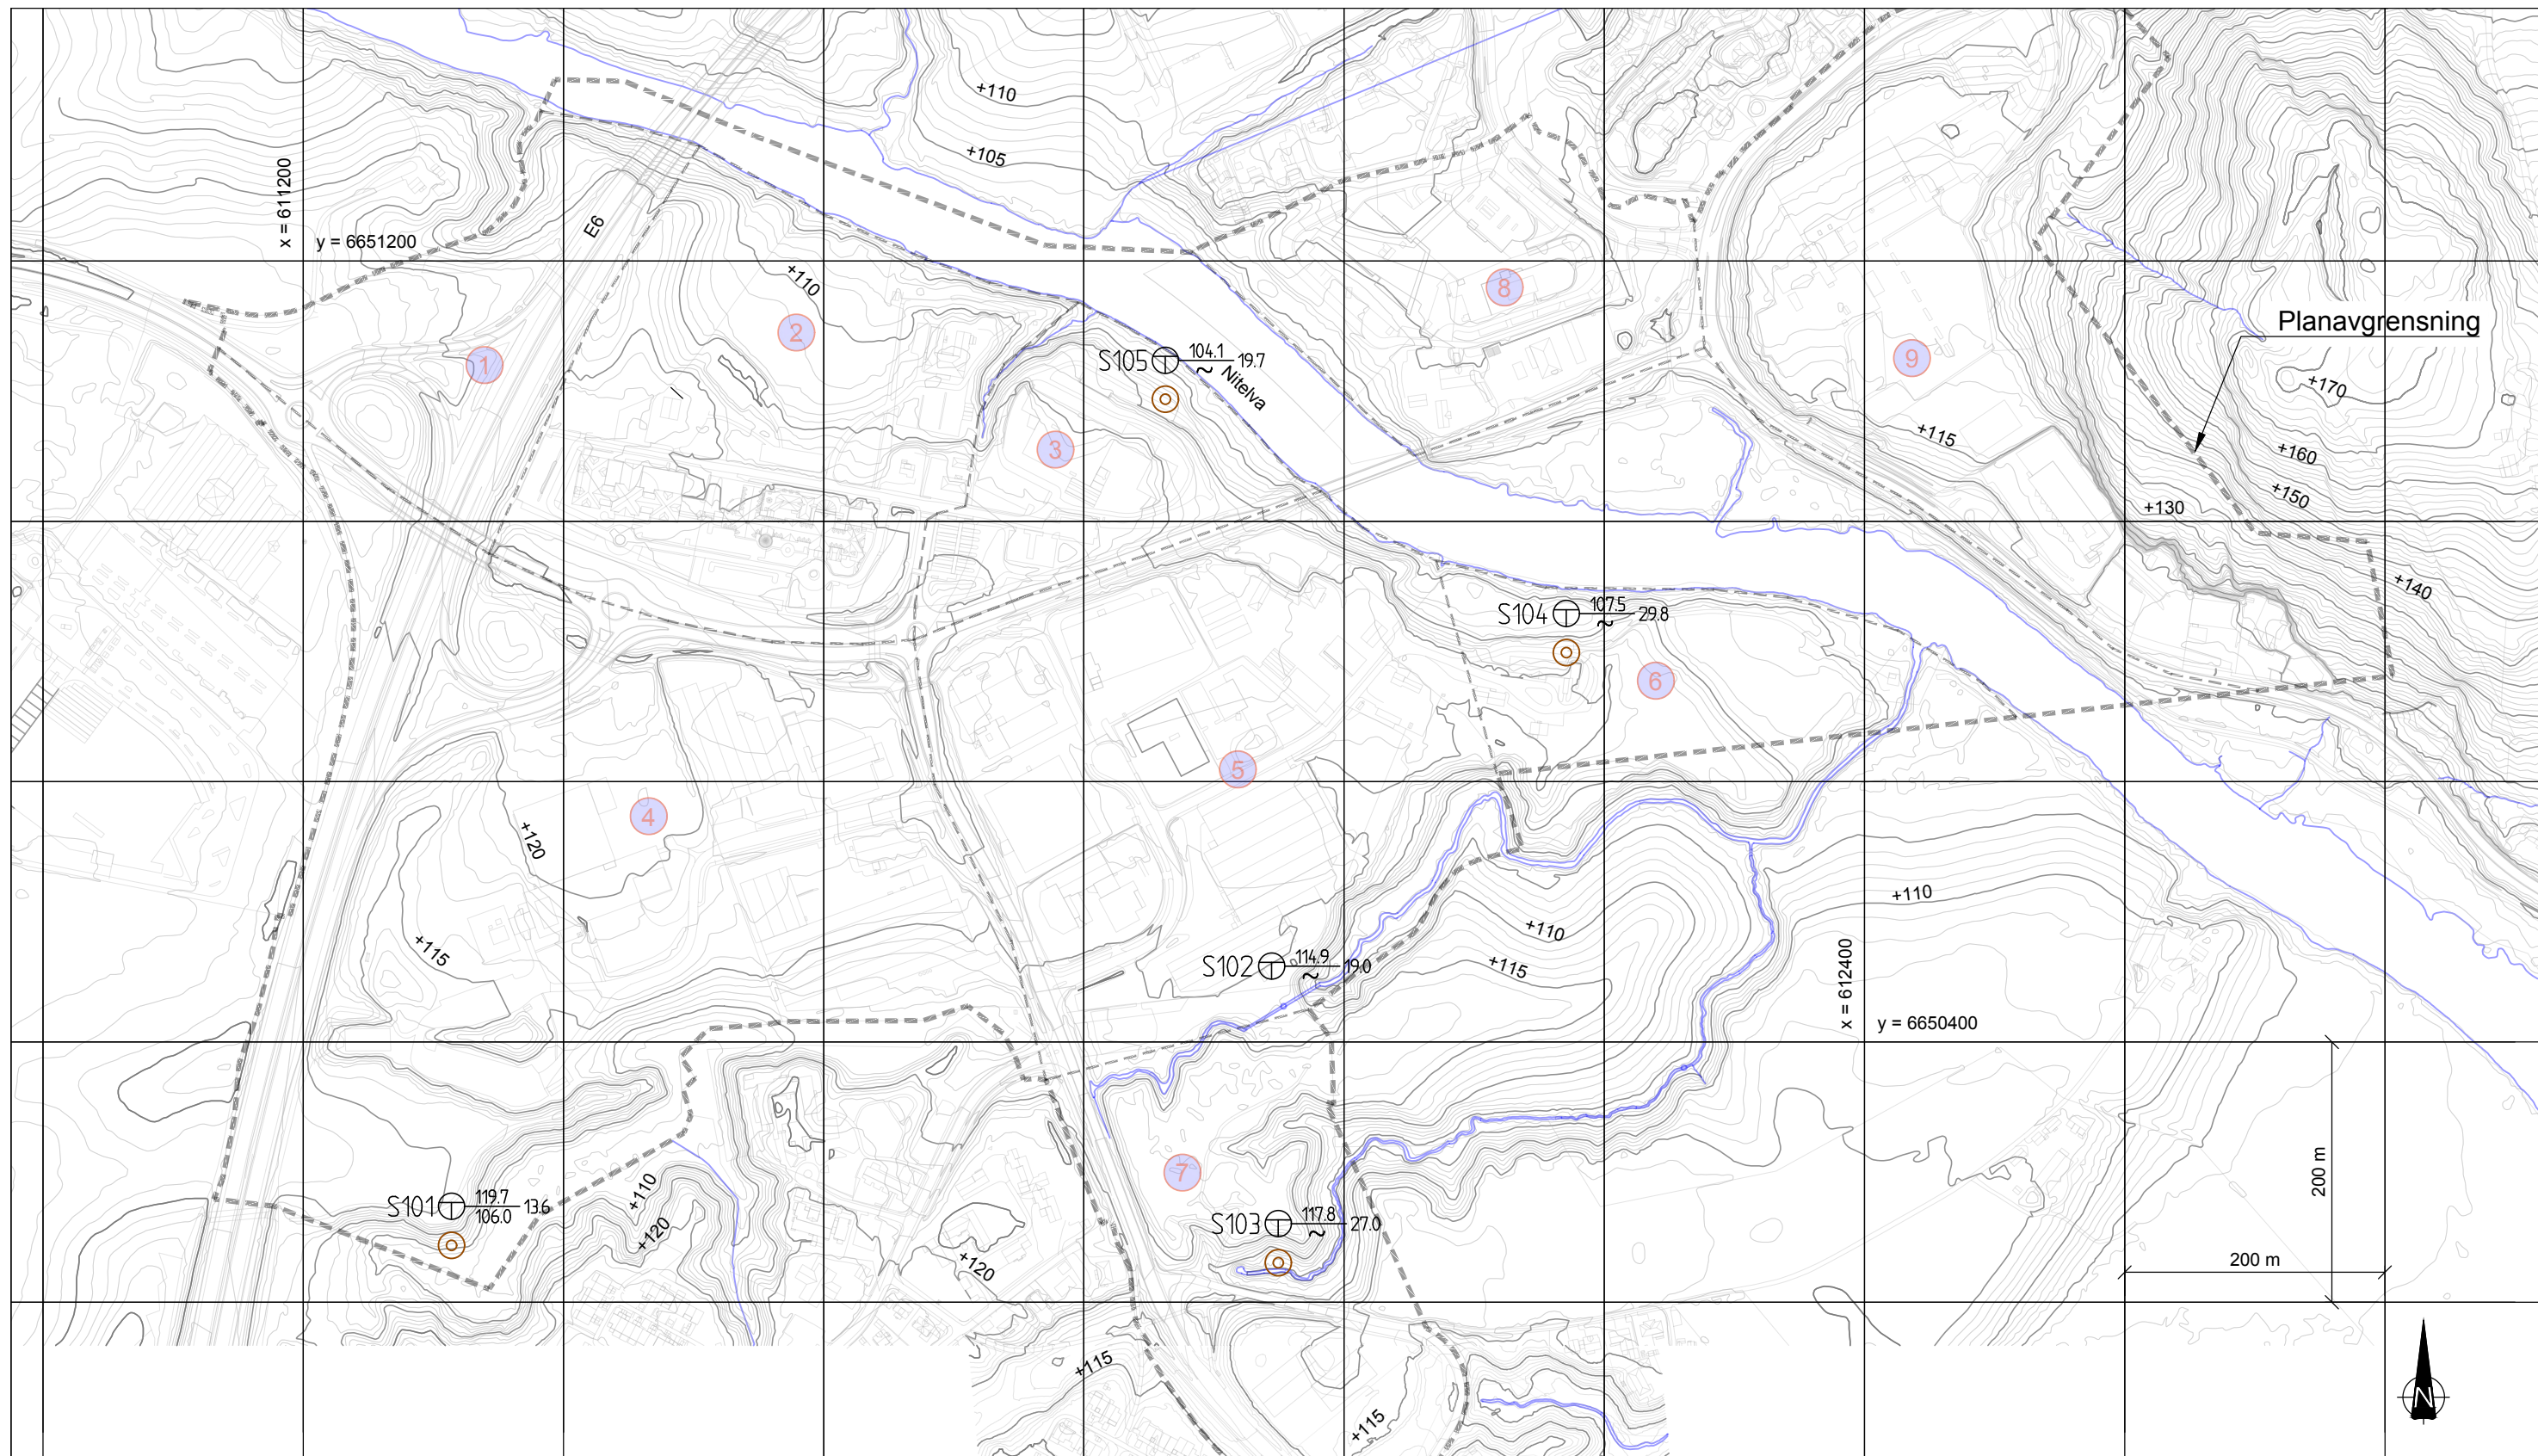 +110
+105
x = 611200
y = 6651200
E6
+110
1
2
8
9
Planavgrensning
S105 104.1 19.7
~
Nitelva
+170
3
+115
+160
+150
+130
+140
S104 107.5 29.8
~
6
5
4
+120
+110
+110
+115
+115
S102 114.9 19.0
~
x = 612400
y = 6650400
7
+110
+120
S101 119.7 13.6
106.0
S103 117.8 27.0
~
+120
200 m
200 m
+115
+115
N